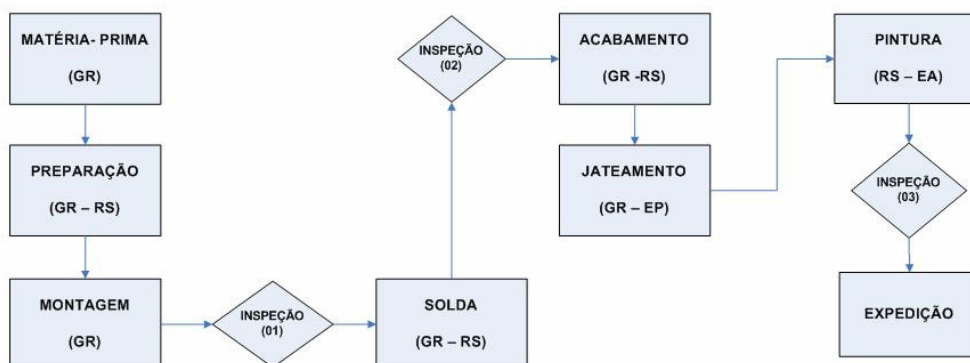 MATÉRIA- PRIMA
(GR)
PREPARAÇÃO
(GR – RS)
MONTAGEM
(GR)
INSPEÇÃO
(01)
SOLDA
(GR – RS)
INSPEÇÃO
(02)
ACABAMENTO
(GR -RS)
JATEAMENTO
(GR – EP)
PINTURA
(RS – EA)
INSPEÇÃO
(03)
EXPEDIÇÃO